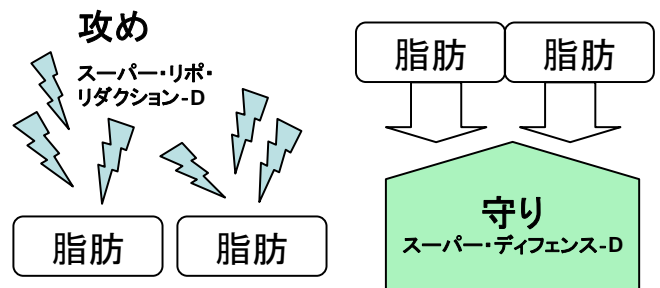 攻め
スーパー・リポ・
リダクション-D
脂肪
脂肪
脂肪
脂肪
守り
スーパー・ディフェンス-D